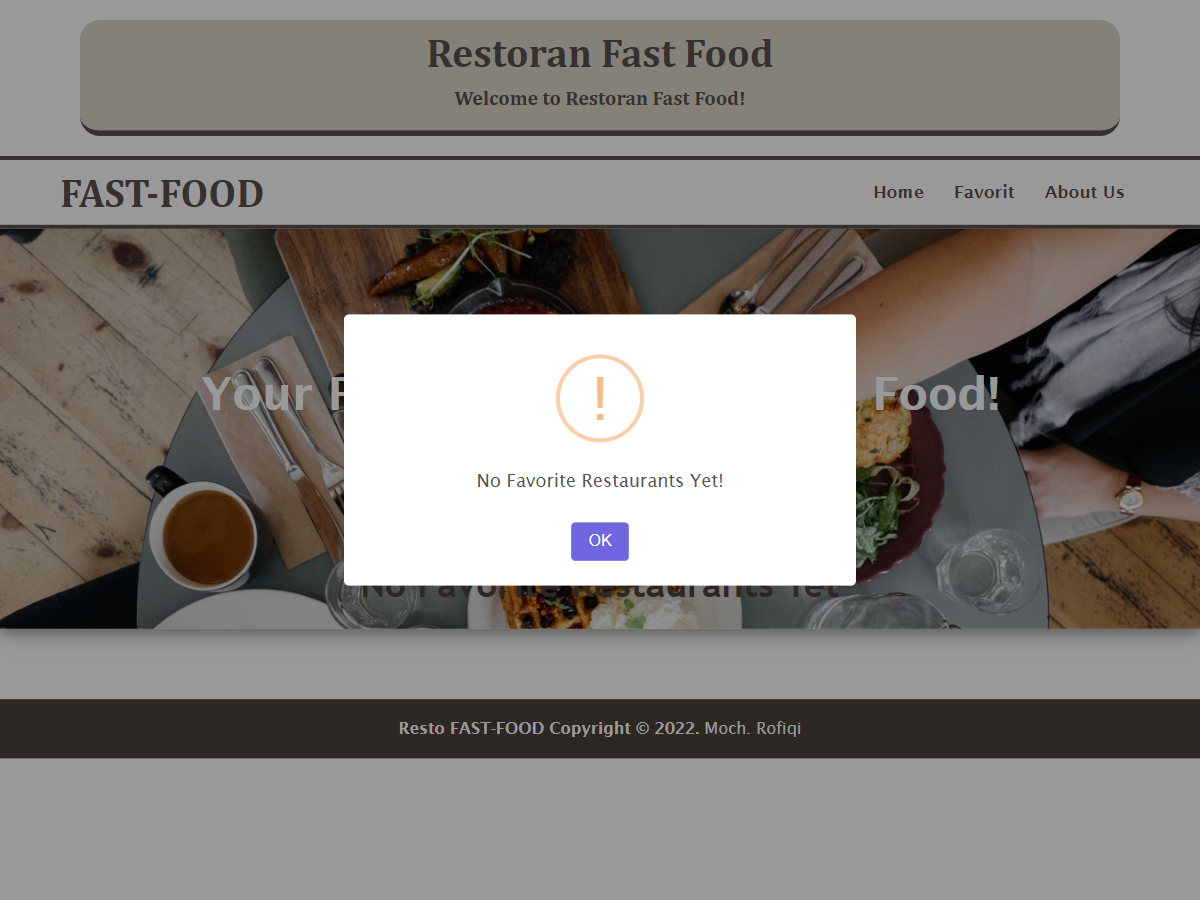 Restoran Fast Food
Welcome to Restoran Fast Food!
FAST-FOOD
Home Favorit About Us
Your Food!
!
No Favorite Restaurants Yet!
OK
No Favorite Restaurants Yet
Resto FAST-FOOD Copyright © 2022. Moch. Rofiqi